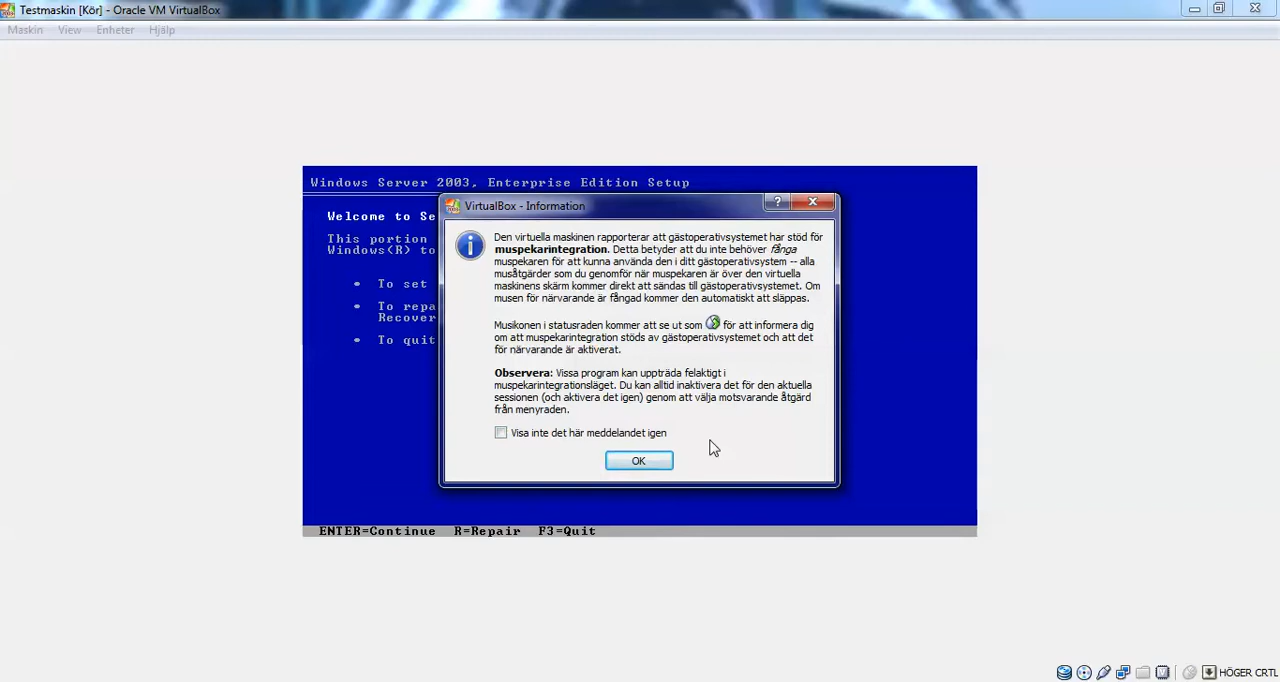 Testmaskin [Kör] - Oracle VM VirtualBox
Maskin View Enheter Hjälp
Windows Server 2003, Enterprise Edition Setup
Welcome to Se
This portion
Windows(R) to
• To set
• To repa
Recover
• To quit
VirtualBox - Information
Den virtuella maskinen rapporterar att gästoperativsystemet har stöd för
muspekarintegration. Detta betyder att du inte behöver fånga
muspekaren för att kunna använda den i ditt gästoperativsystem -- alla
musåtgärder som du genomför när muspekaren är över den virtuella
maskinens skärm kommer direkt att sändas till gästoperativsystemet. Om
musen för närvarande är fångad kommer den automatiskt att släppas.
Musikonen i statusraden kommer att se ut som för att informera dig
om att muspekarintegration stöds av gästoperativsystemet och att det
för närvarande är aktiverat.
Observera: Vissa program kan uppträda felaktigt i
muspekarintegrationsläget. Du kan alltid inaktivera det för den aktuella
sessionen (och aktivera det igen) genom att välja motsvarande åtgärd
från menyraden.
Visa inte det här meddelandet igen
OK
ENTER=Continue R=Repair F3=Quit
HÖGER CRTL